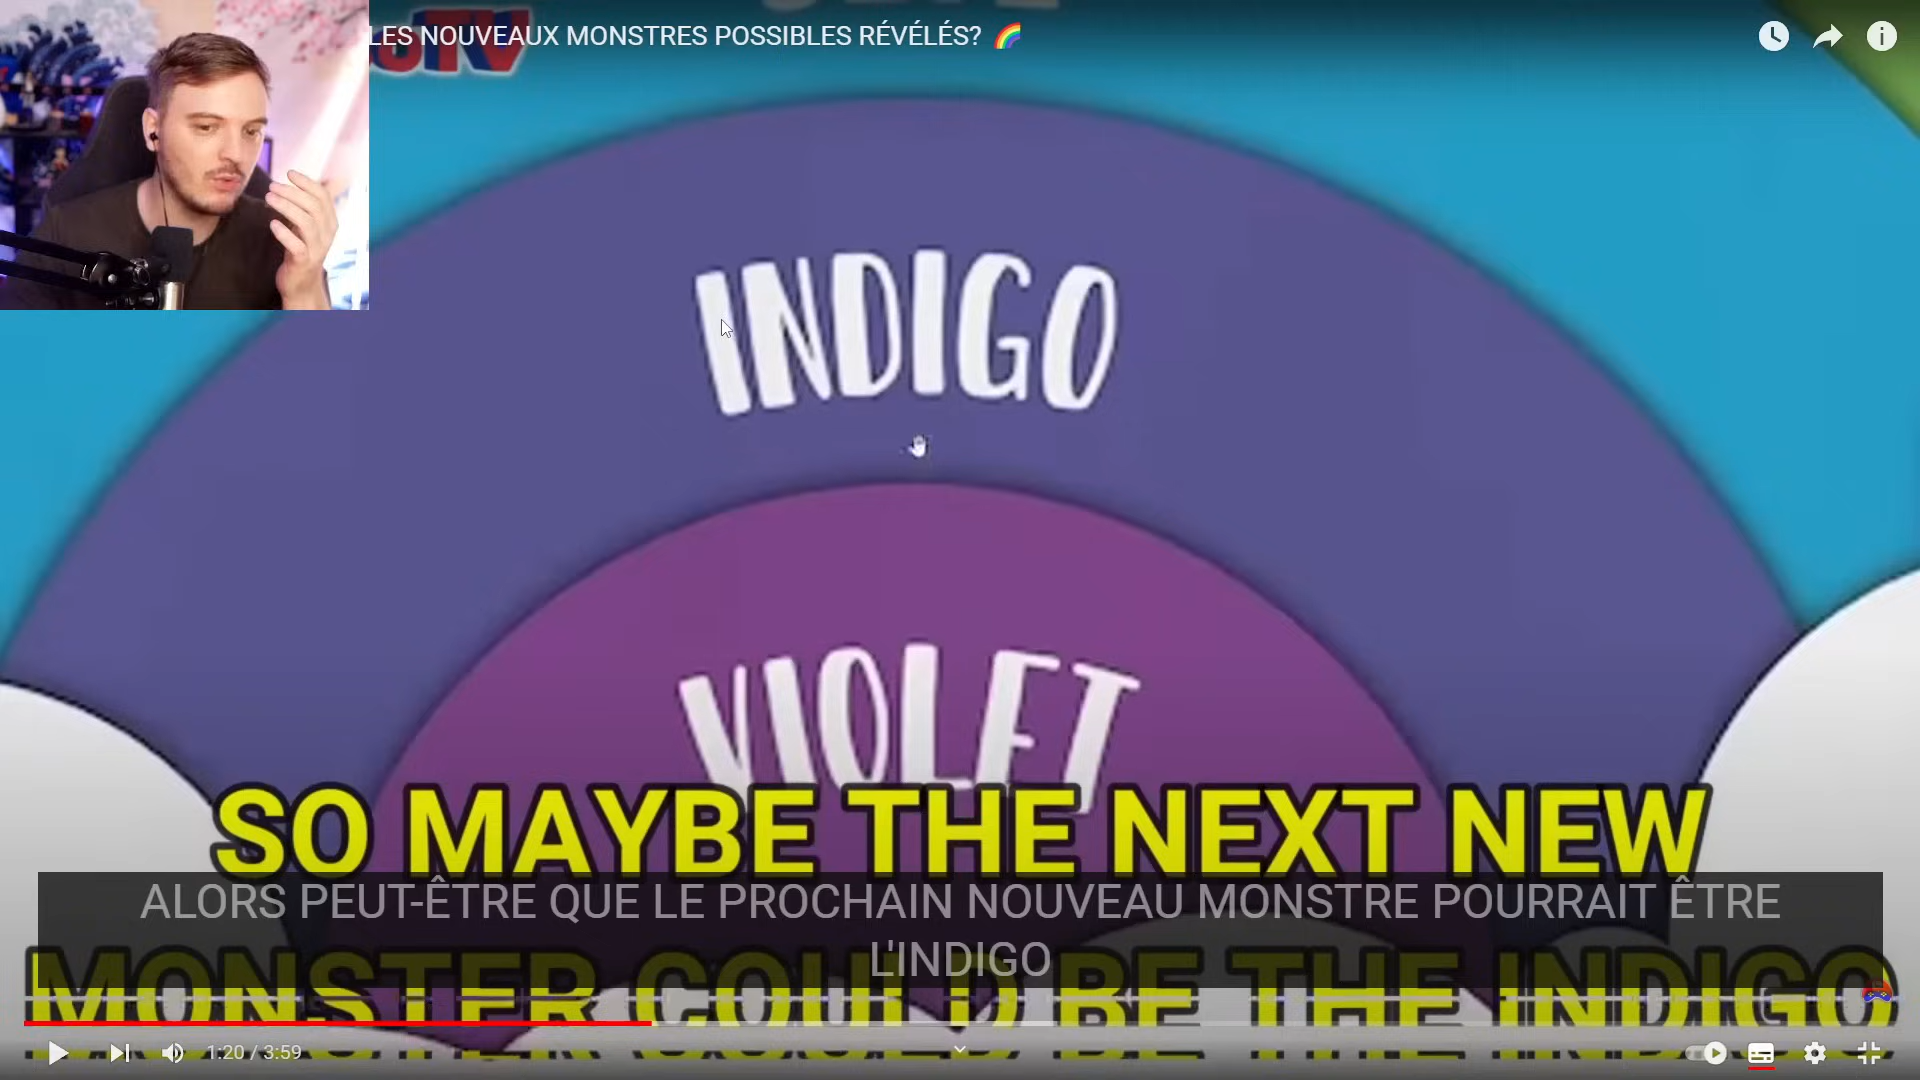 LES NOUVEAUX MONSTRES POSSIBLES RÉVÉLÉS? 🌈
INDIGO
VIOLET
SO MAYBE THE NEXT NEW
ALORS PEUT-ÊTRE QUE LE PROCHAIN NOUVEAU MONSTRE POURRAIT ÊTRE
L'INDIGO
MONSTER COULD BE THE INDIGO
1:20 / 3:59